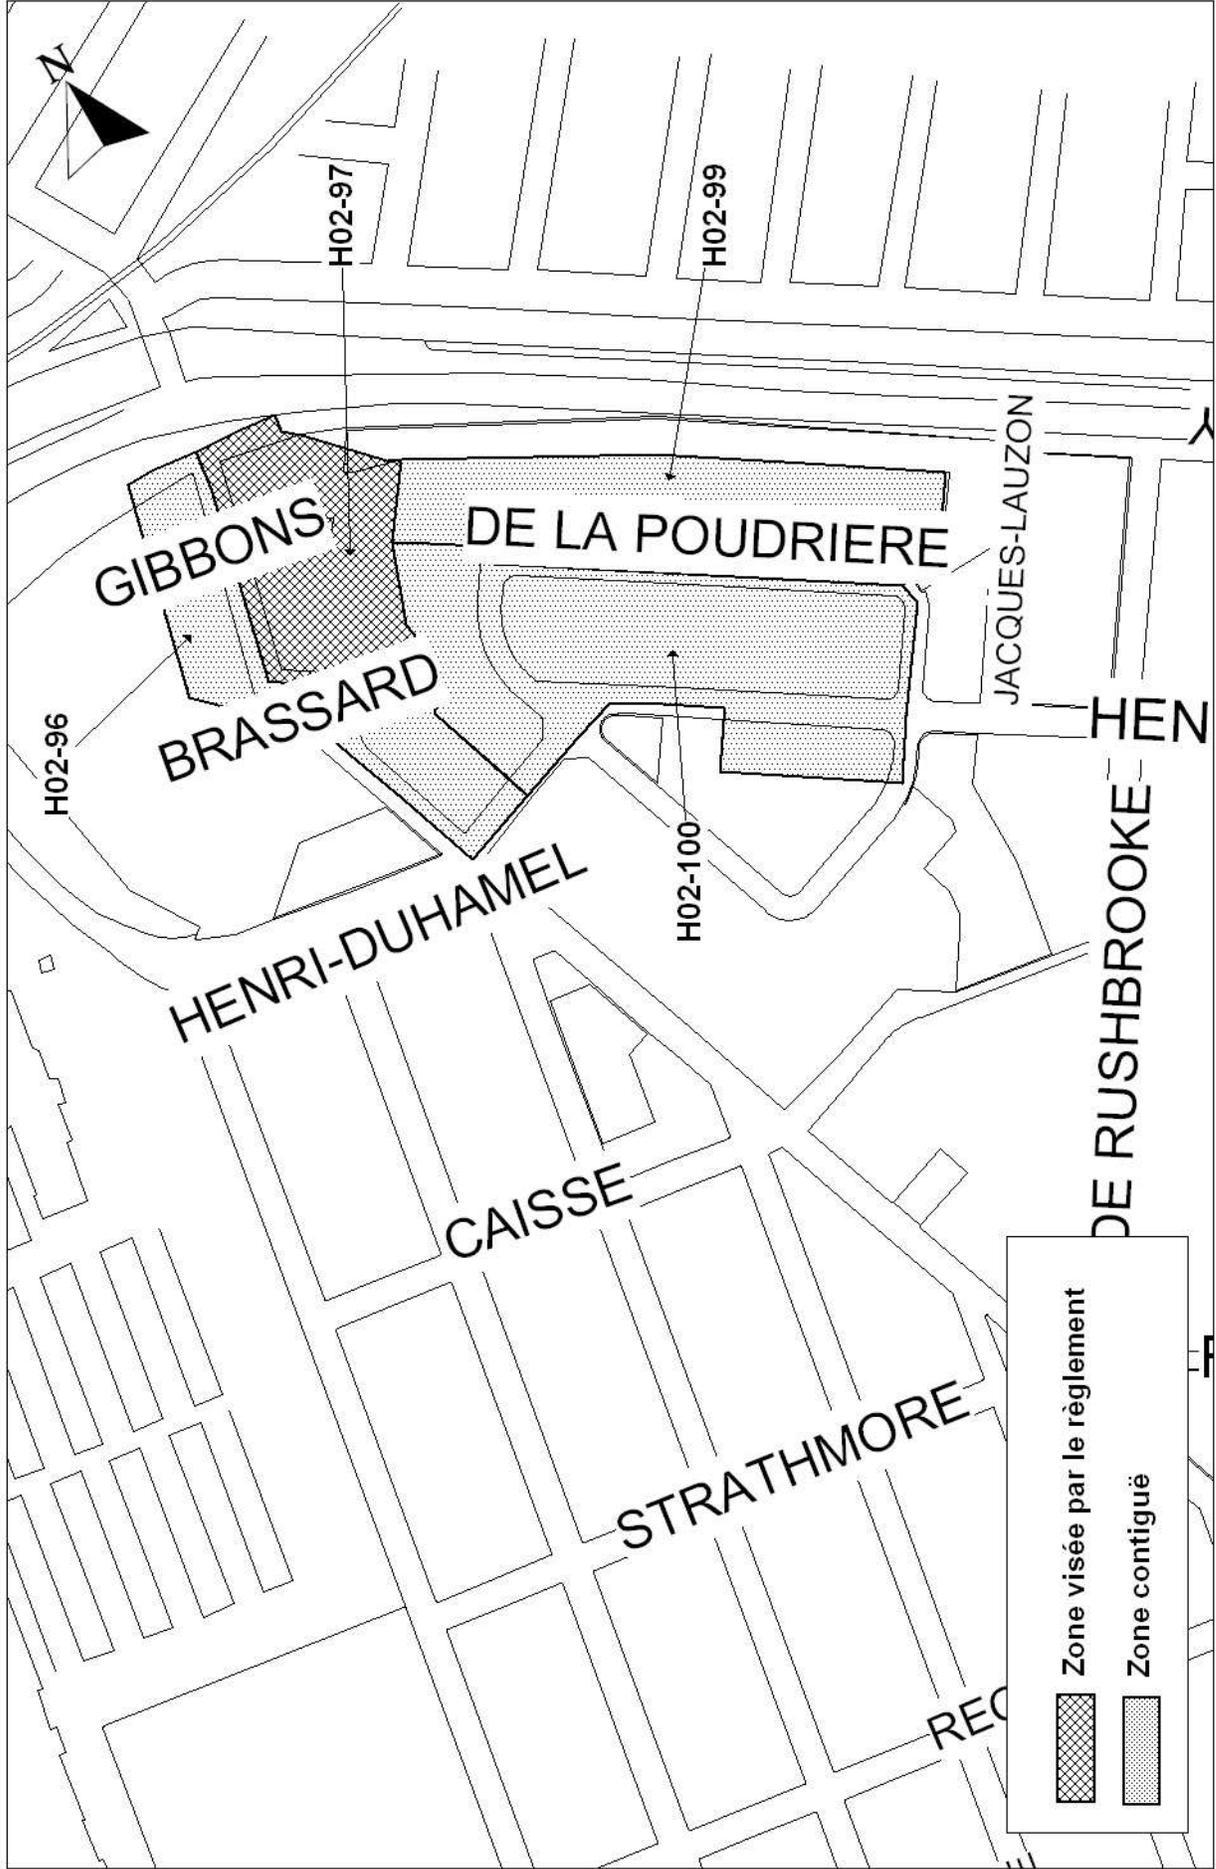 N
H02-97
H02-99
GIBBONS
DE LA POUDRIERE
JACQUES-LAUZON
Y
BRASSARD
HEN
H02-96
H02-100
HENRI-DUHAMEL
DE RUSHBROOKE
CAISSE
STRATHMORE
REC
Zone visée par le règlement
Zone contiguë